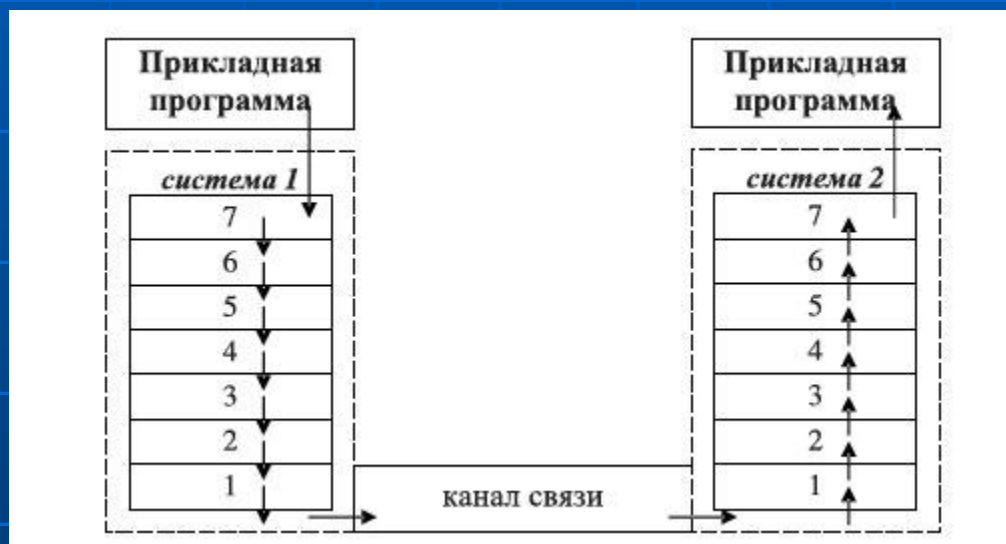 Прикладная
программа
система 1
7
6
5
4
3
2
1
канал связи
Прикладная
программа
система 2
7
6
5
4
3
2
1